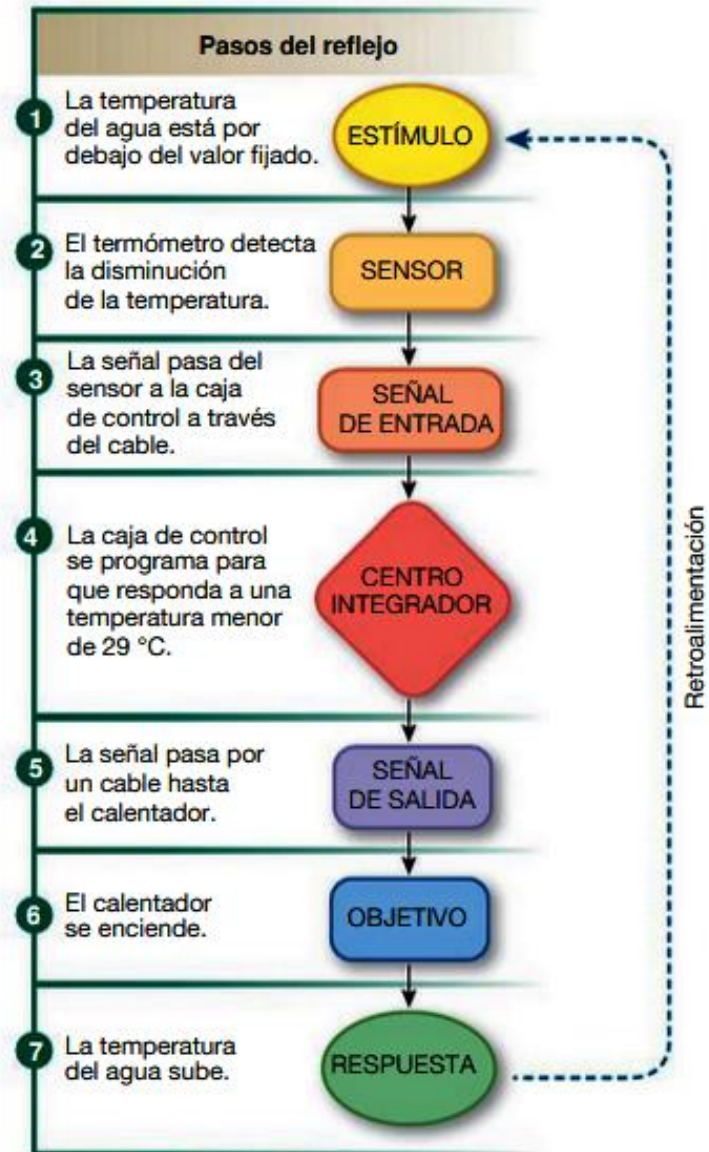 Pasos del reflejo
1
La temperatura
del agua está por
debajo del valor fijado.
ESTÍMULO
2
El termómetro detecta
la disminución
de la temperatura.
SENSOR
3
La señal pasa del
sensor a la caja
de control a través
del cable.
SEÑAL
DE ENTRADA
4
La caja de control
se programa para
que responda a una
temperatura menor
de 29 °C.
CENTRO
INTEGRADOR
5
La señal pasa por
un cable hasta
el calentador.
SEÑAL
DE SALIDA
6
El calentador
se enciende.
OBJETIVO
7
La temperatura
del agua sube.
RESPUESTA
Retroalimentación